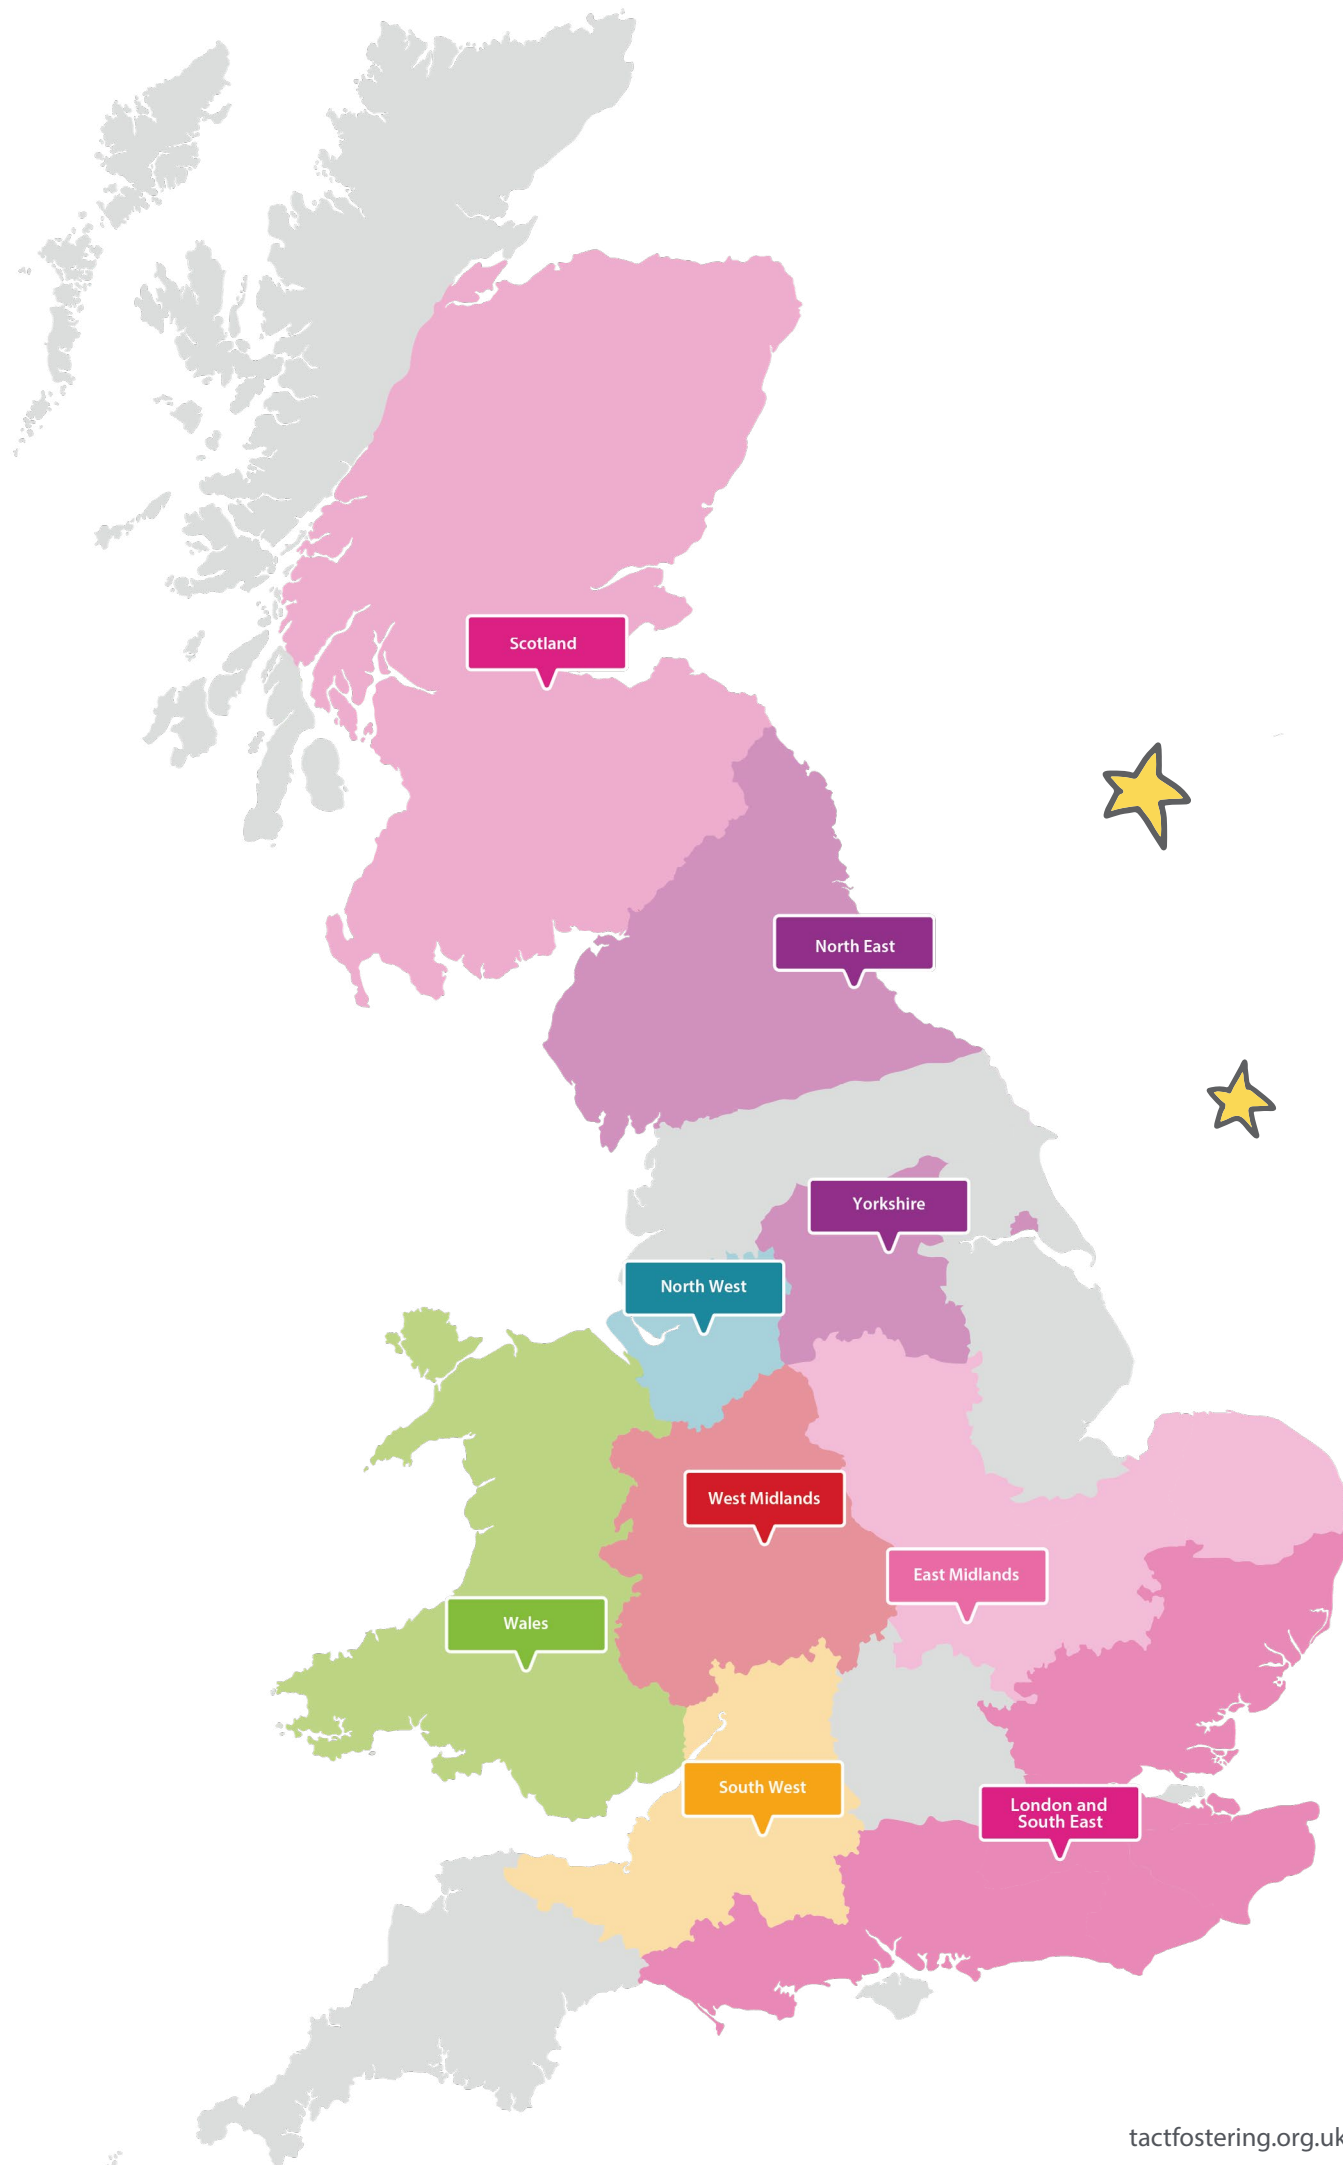 Scotland
North East
Yorkshire
North West
West Midlands
East Midlands
Wales
South West
London and
South East
tactfostering.org.uk